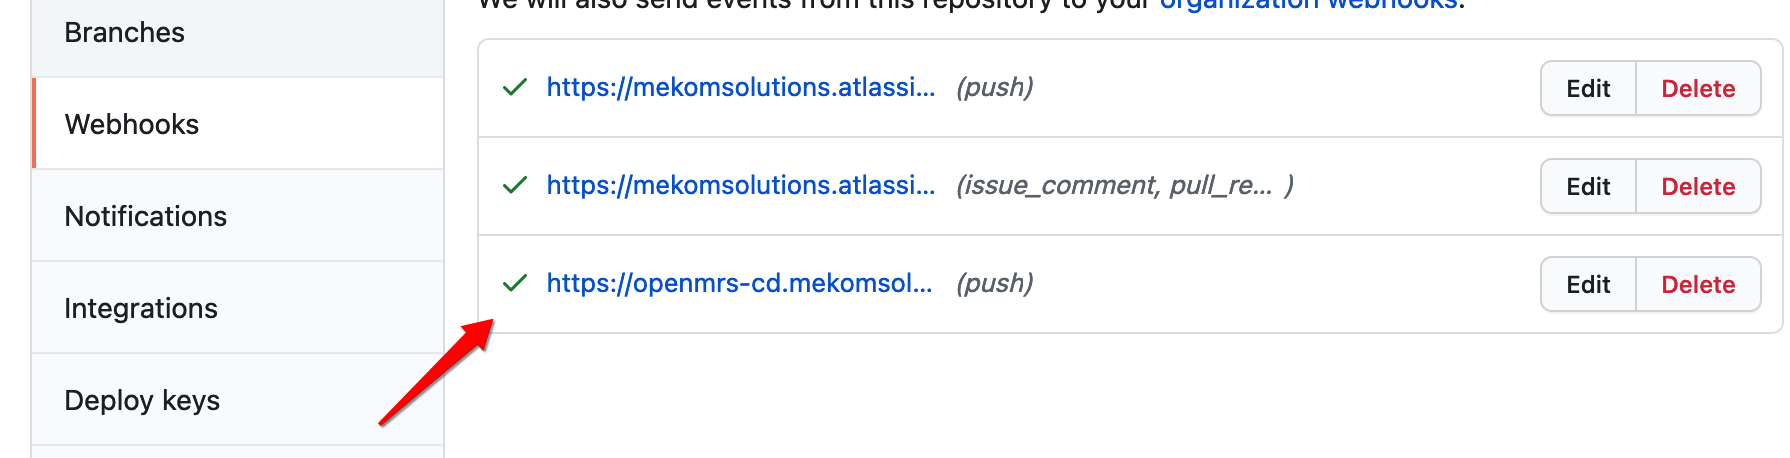 We will also send events from this repository to your organization webhooks.
Branches
Webhooks
Notifications
Integrations
Deploy keys
https://mekomsolutions.atlassi... (push) Edit Delete
https://mekomsolutions.atlassi... (issue_comment, pull_re... ) Edit Delete
https://openmrs-cd.mekomsol... (push) Edit Delete